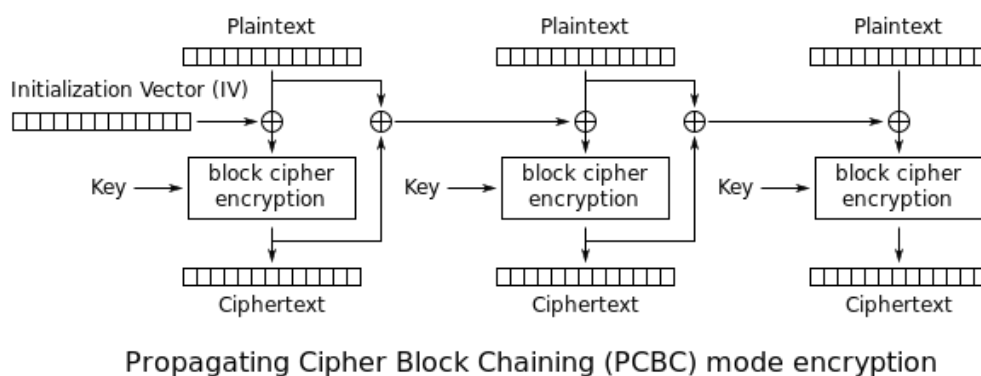 Plaintext Plaintext Plaintext
Initialization Vector (IV)
Key block cipher encryption Key block cipher encryption Key block cipher encryption
Ciphertext Ciphertext Ciphertext
Propagating Cipher Block Chaining (PCBC) mode encryption